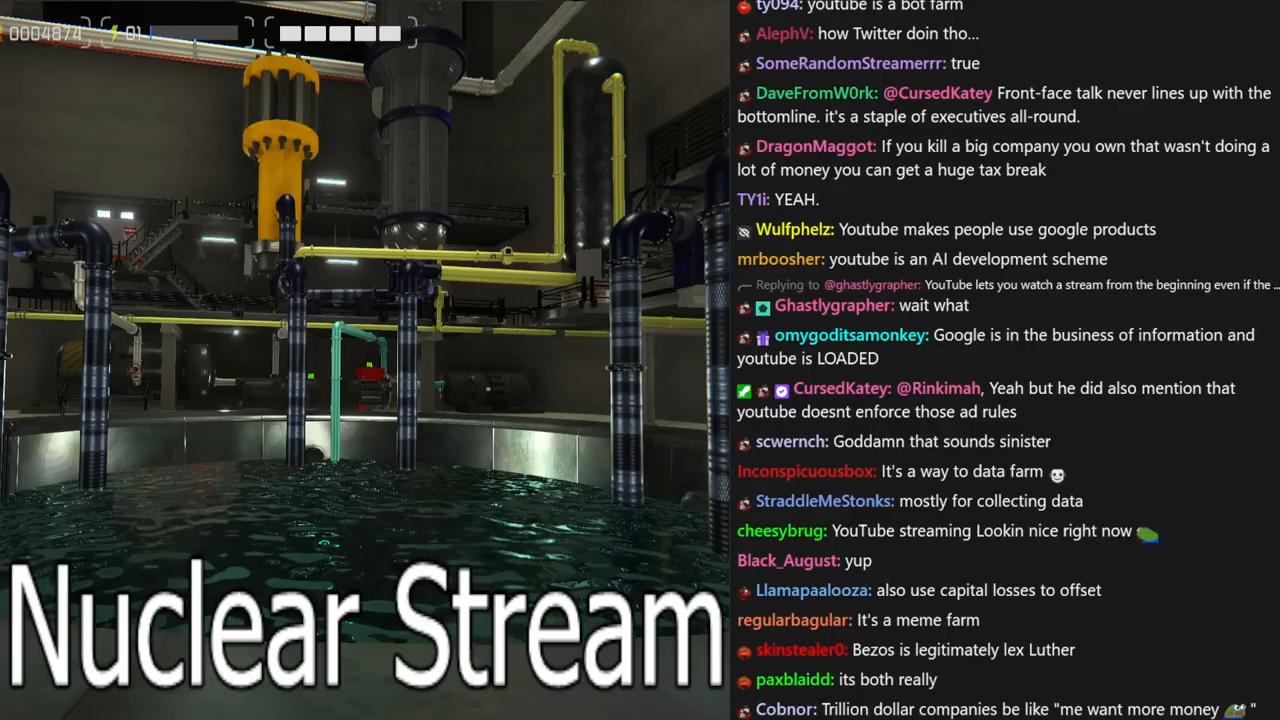 0004874
01
Nuclear Stream
ty094: youtube is a bot farm
AlephV: how Twitter doin tho...
SomeRandomStreamerrr: true
DaveFromW0rk: @CursedKatey Front-face talk never lines up with the
bottomline. it's a staple of executives all-round.
DragonMaggot: If you kill a big company you own that wasn't doing a
lot of money you can get a huge tax break
TY1i: YEAH.
Wulfphelz: Youtube makes people use google products
mrboosher: youtube is an AI development scheme
Replying to @ghastlygrapher: YouTube lets you watch a stream from the beginning even if the ...
Ghastlygrapher: wait what
omygoditsamonkey: Google is in the business of information and
youtube is LOADED
CursedKatey: @Rinkimah, Yeah but he did also mention that
youtube doesnt enforce those ad rules
scwernch: Goddamn that sounds sinister
Inconspicuousbox: It's a way to data farm
StraddleMeStonks: mostly for collecting data
cheesybrug: YouTube streaming Lookin nice right now
Black_August: yup
Llamapaalooza: also use capital losses to offset
regularbagular: It's a meme farm
skinstealer0: Bezos is legitimately lex Luther
paxblaidd: its both really
Cobnor: Trillion dollar companies be like "me want more money "